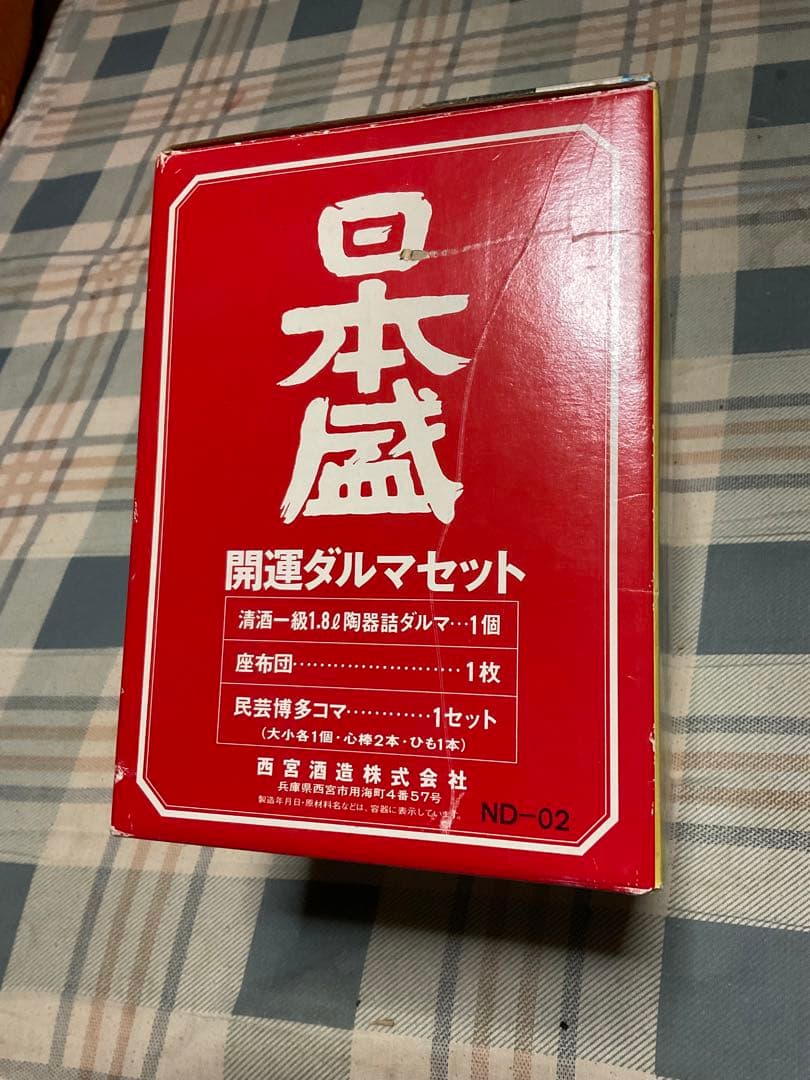 日本盛
開運ダルマセット
清酒一級1.8ℓ陶器詰ダルマ…1個
座布団……………………1枚
民芸博多コマ…………1セット
(大小各1個・心棒2本・ひも1本)
西宮酒造株式会社
兵庫県西宮市用海町4番57号
製造年月日・原材料名などは、容器に表示しています。
ND-02